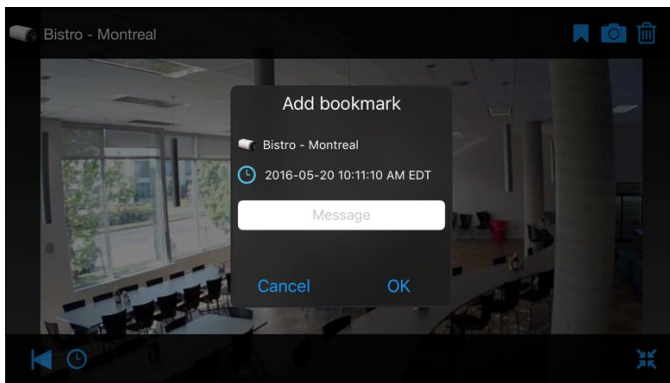 Bistro - Montreal
Add bookmark
Bistro - Montreal
2016-05-20 10:11:10 AM EDT
Message
Cancel
OK